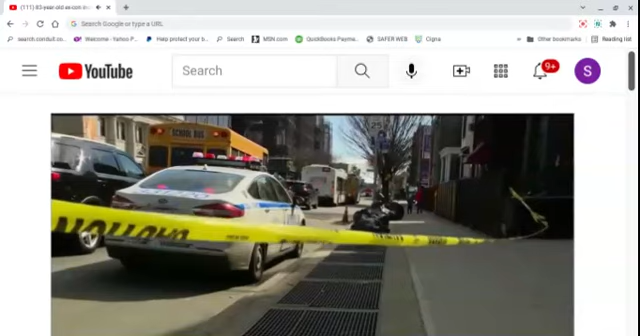 (111) 83-year-old ex-con
Search Google or type a URL
search.conduit.co...
Welcome - Yahoo P...
Help protect your b...
Search
MSN.com
QuickBooks Payme...
SAFER WEB
Cigna
»
Other bookmarks
Reading list
YouTube
Search
9+
S
SCHOOL BUS
CAUTION